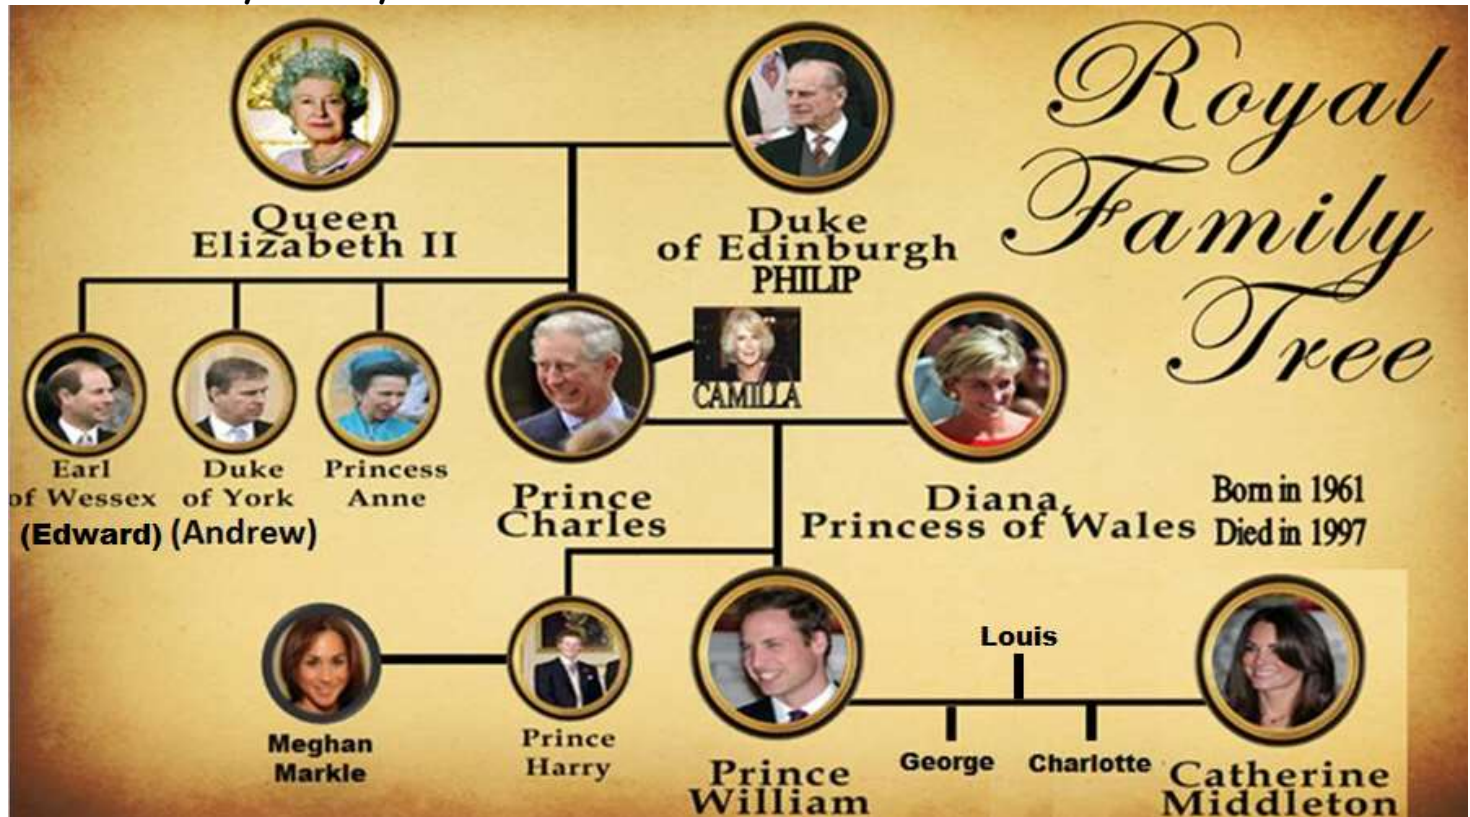 Royal
Family
Tree
Queen
Elizabeth II
Duke
of Edinburgh
PHILIP
CAMILLA
Earl
of Wessex
(Edward)
Duke
of York
(Andrew)
Princess
Anne
Prince
Charles
Diana,
Princess of Wales
Born in 1961
Died in 1997
Meghan
Markle
Prince
Harry
Prince
William
Louis
George
Charlotte
Catherine
Middleton